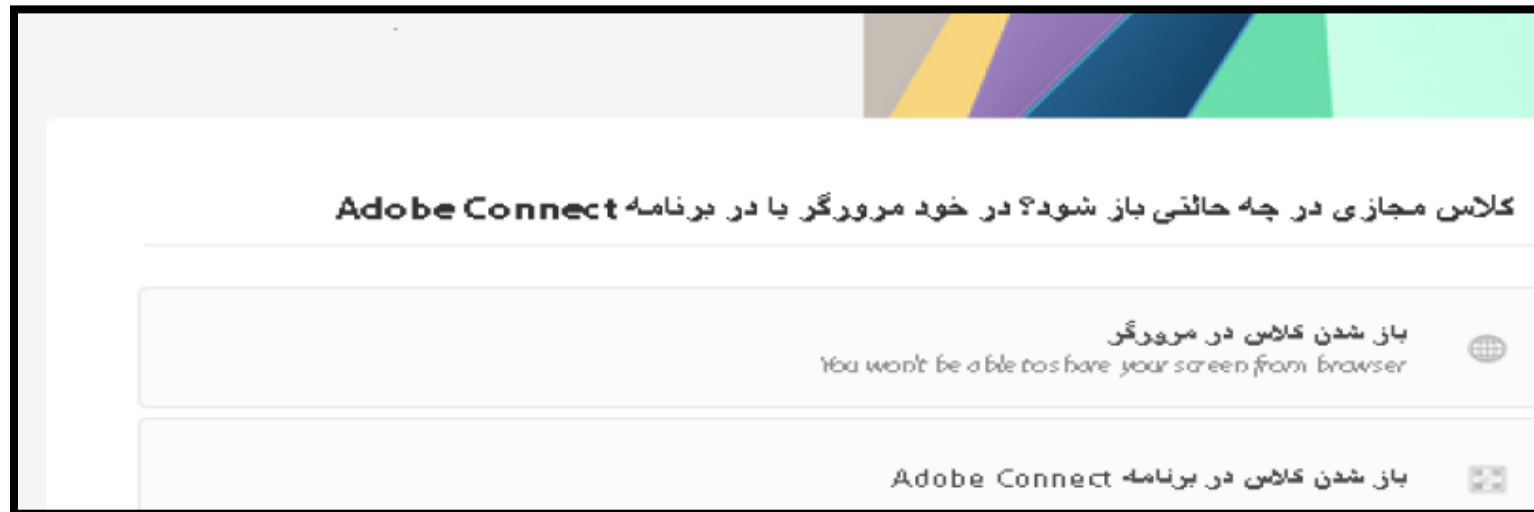 کلاس مجازی در چه حالتی باز شود؟ در خود مرورگر یا در برنامه Adobe Connect
باز شدن کلاس در مرورگر
You won't be able to share your screen from browser
باز شدن کلاس در برنامه Adobe Connect